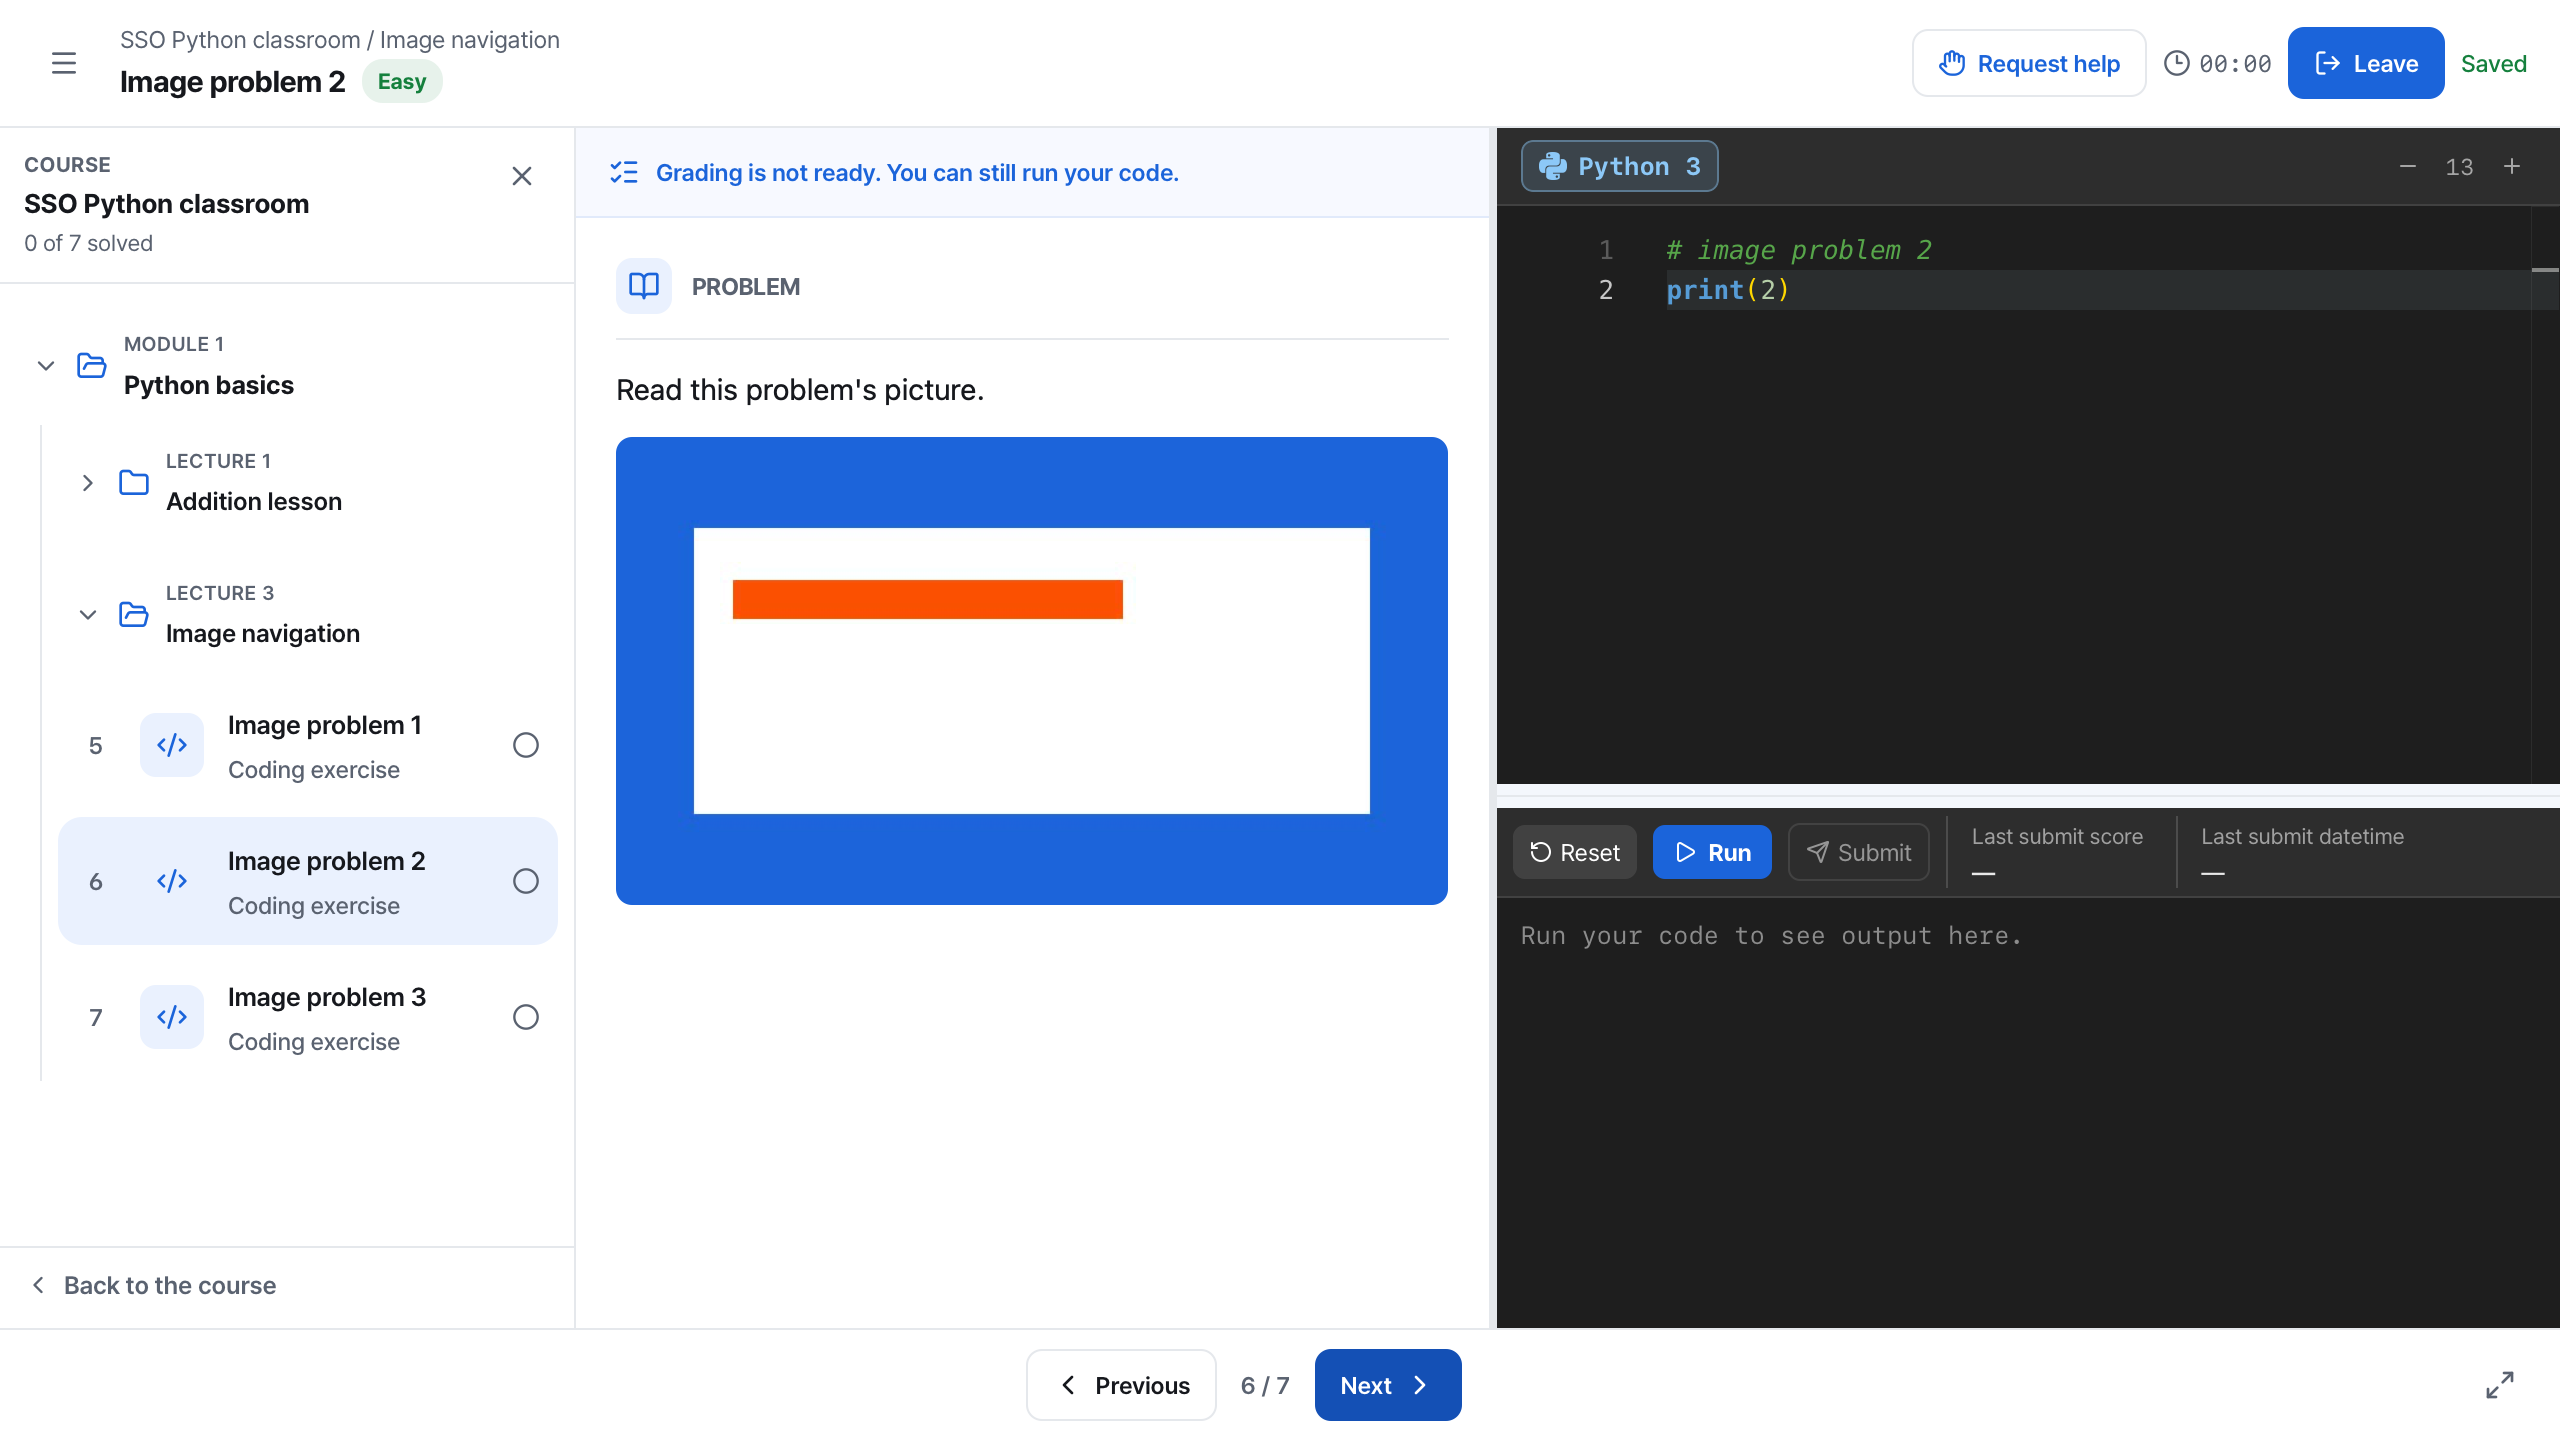 SSO Python classroom / Image navigation
Image problem 2 Easy
Request help
00:00
Leave
Saved
COURSE
SSO Python classroom
0 of 7 solved
MODULE 1
Python basics
LECTURE 1
Addition lesson
LECTURE 3
Image navigation
5
Image problem 1
Coding exercise
6
Image problem 2
Coding exercise
7
Image problem 3
Coding exercise
Back to the course
Grading is not ready. You can still run your code.
PROBLEM
Read this problem's picture.
Python 3
− 13 +
1 # image problem 2
2 print(2)
Reset
Run
Submit
Last submit score
—
Last submit datetime
—
Run your code to see output here.
Previous
6 / 7
Next